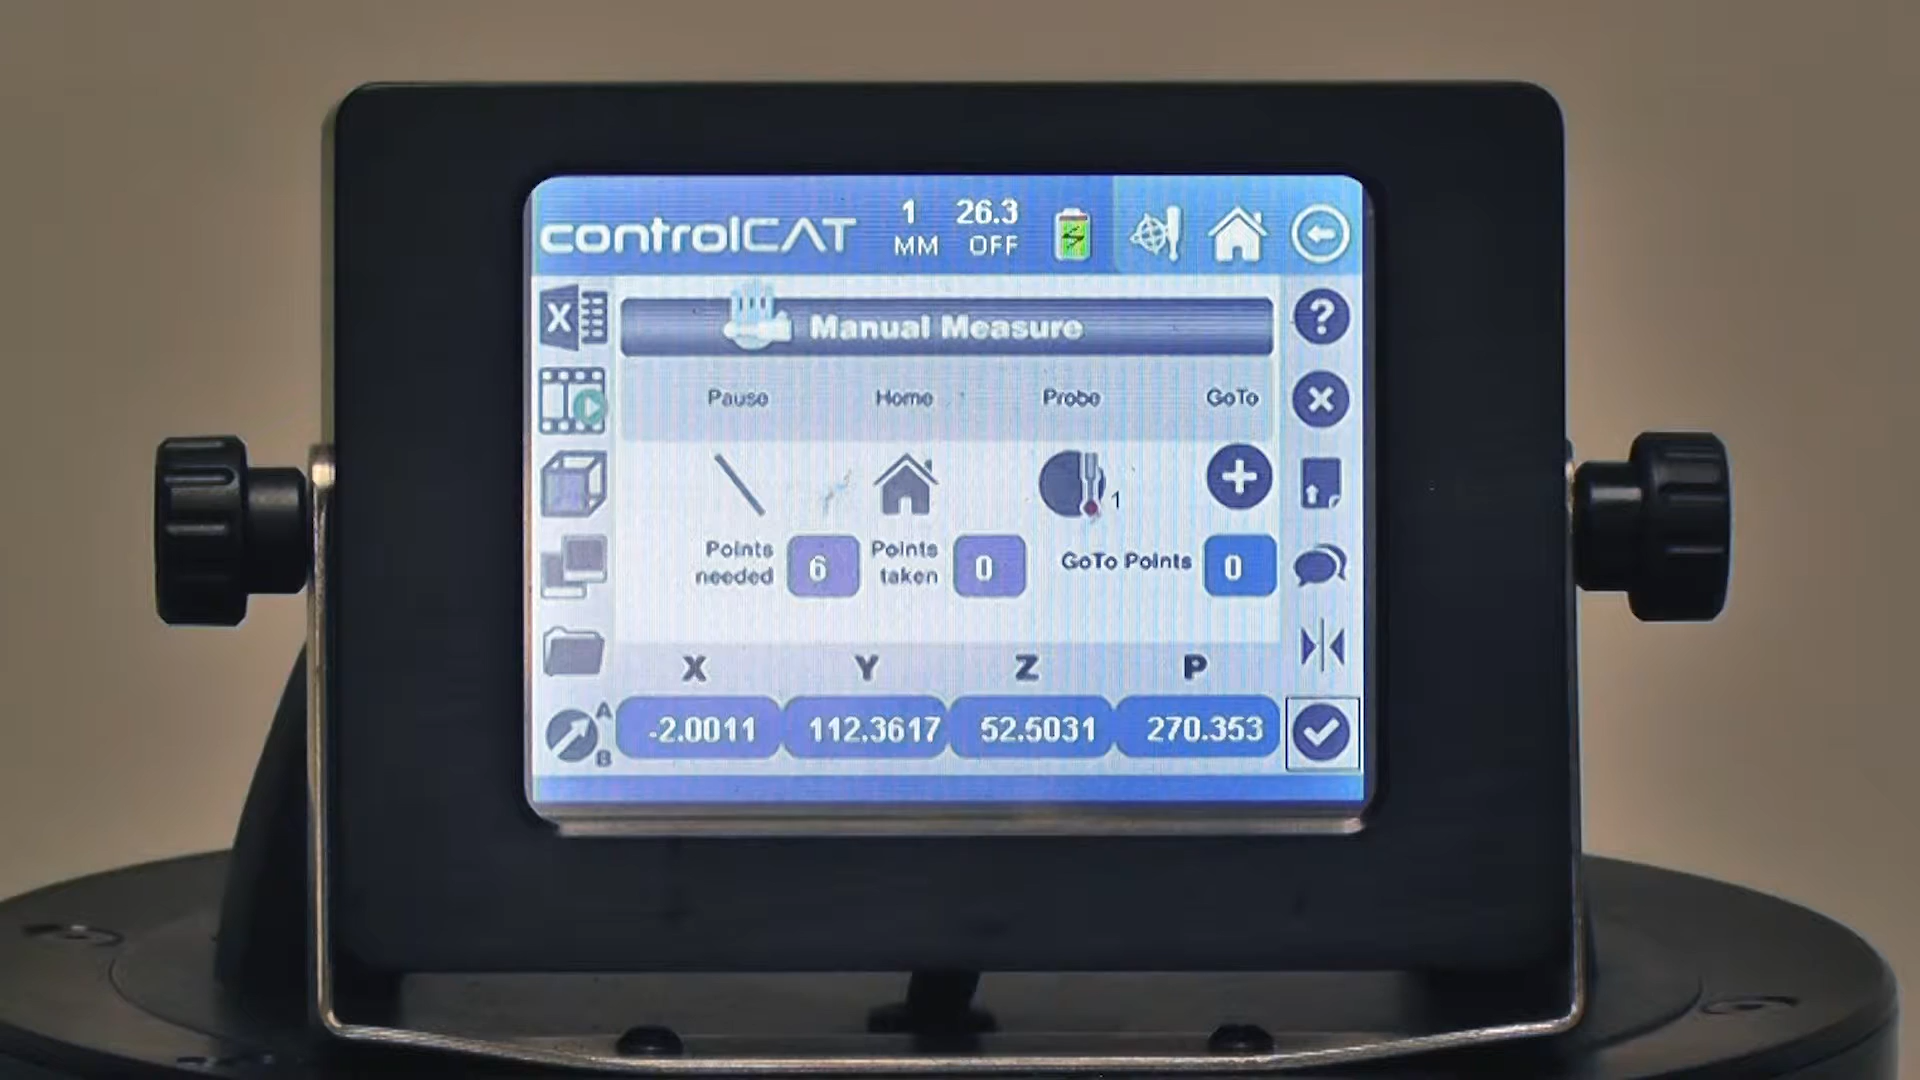 controlCAT
1 26.3
MM OFF
X
Manual Measure
?
Pause Home Probe GoTo
1
Points needed 6 Points taken 0 GoTo Points 0
X Y Z P
A
-2.0011 112.3617 52.5031 270.353
B